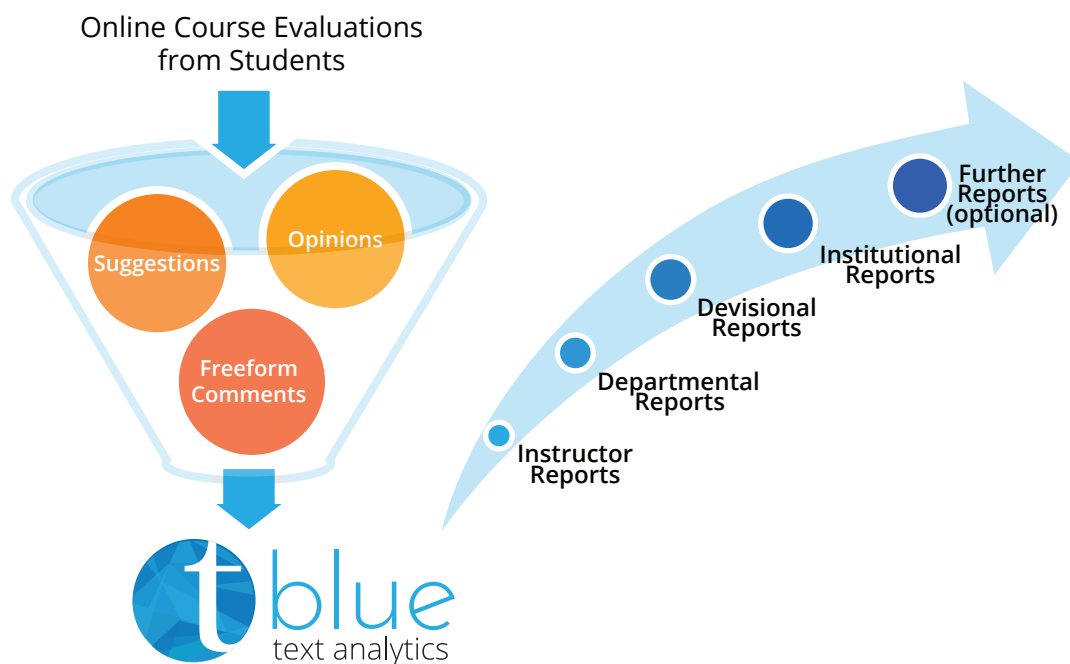 Online Course Evaluations
from Students
Suggestions
Opinions
Freeform
Comments
t blue
text analytics
Instructor
Reports
Departmental
Reports
Devisional
Reports
Institutional
Reports
Further
Reports
(optional)